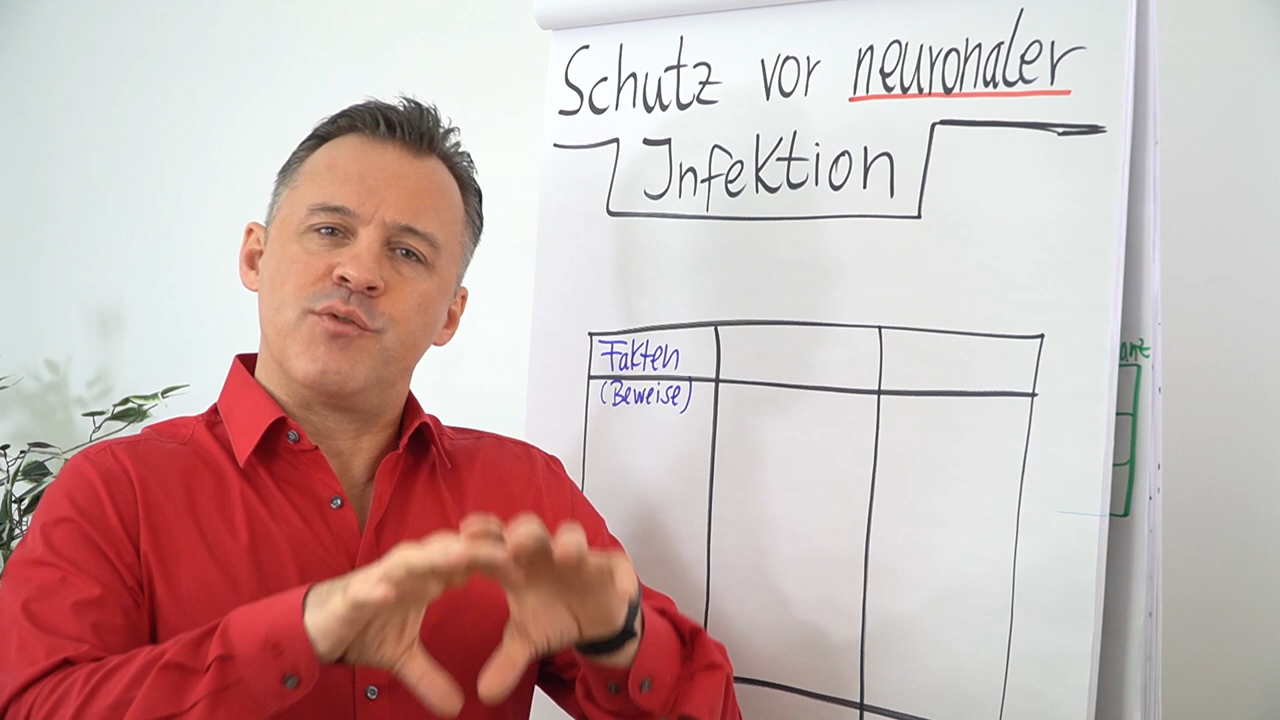 Schutz vor neuronaler
Infektion
Fakten
(Beweise)